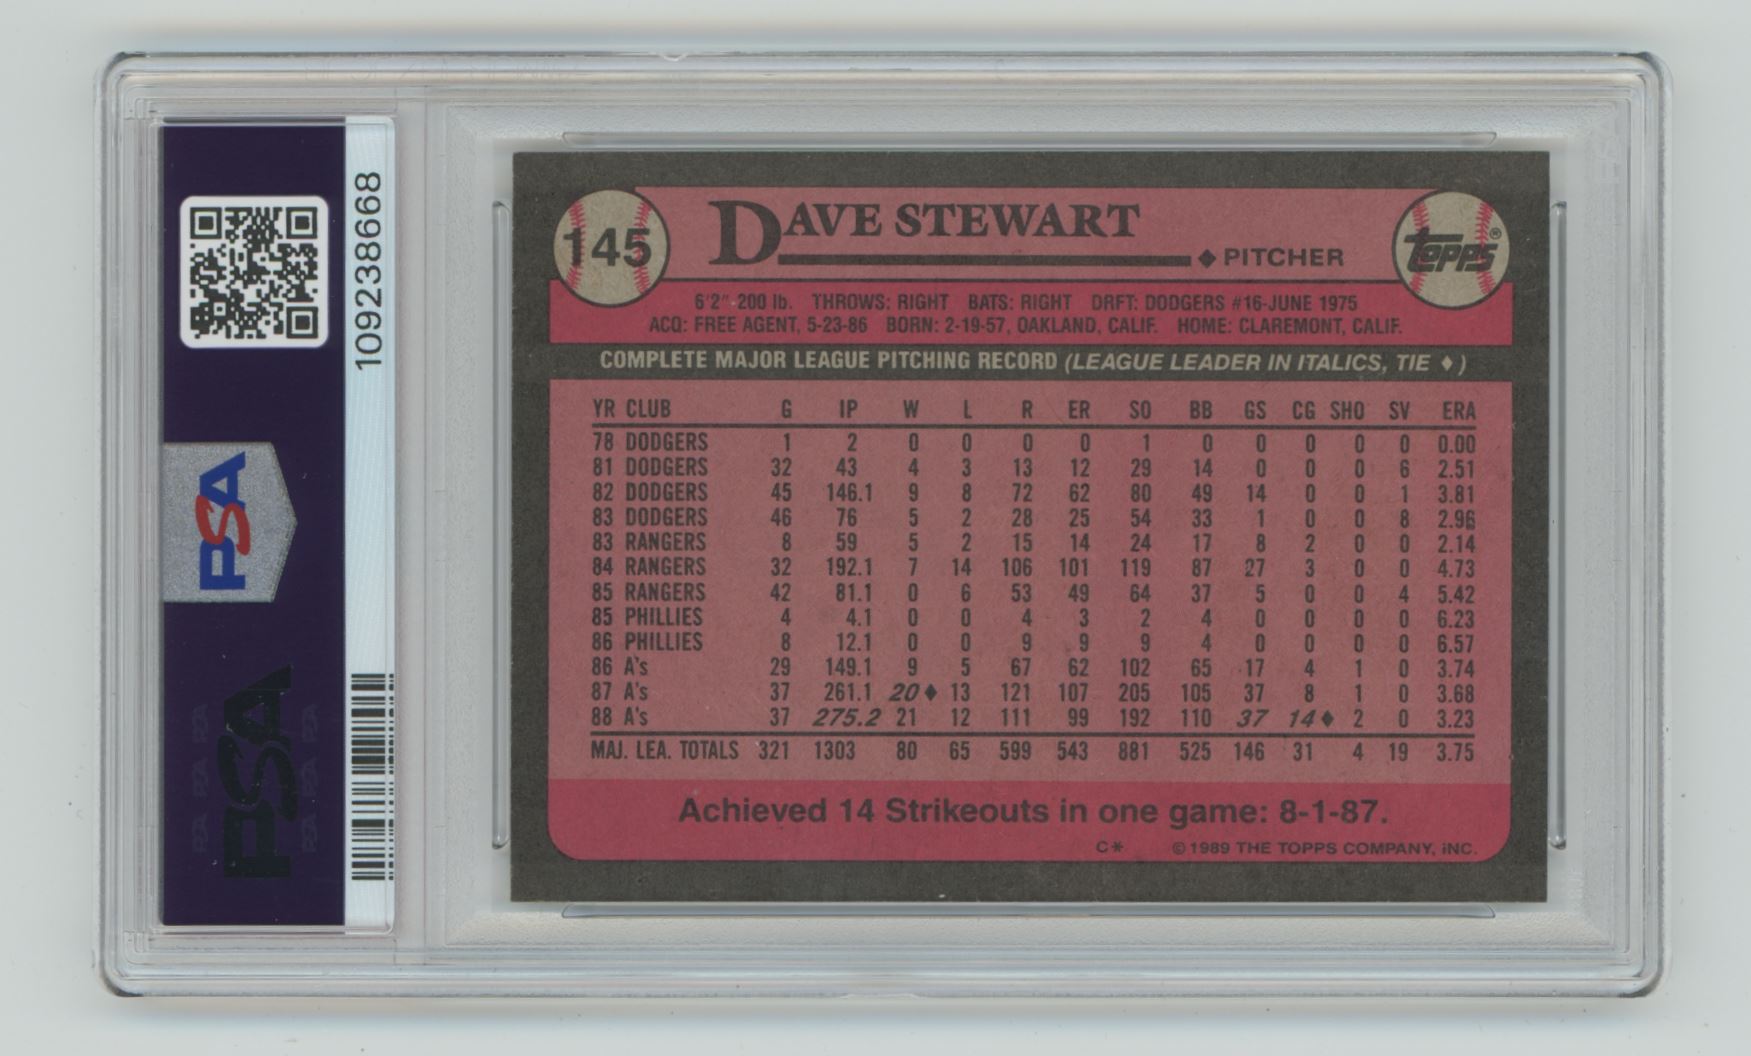 109238668
PSA
PSA
145
DAVE STEWART
♦ PITCHER
topps®
6'2" 200 lb. THROWS: RIGHT BATS: RIGHT DRFT: DODGERS #16-JUNE 1975
ACQ: FREE AGENT, 5-23-86 BORN: 2-19-57, OAKLAND, CALIF. HOME: CLAREMONT, CALIF.
COMPLETE MAJOR LEAGUE PITCHING RECORD (LEAGUE LEADER IN ITALICS, TIE ♦)
YR CLUB G IP W L R ER SO BB GS CG SHO SV ERA
78 DODGERS 1 2 0 0 0 0 1 0 0 0 0 0 0.00
81 DODGERS 32 43 4 3 13 12 29 14 0 0 0 6 2.51
82 DODGERS 45 146.1 9 8 72 62 80 49 14 0 0 1 3.81
83 DODGERS 46 76 5 2 28 25 54 33 1 0 0 8 2.96
83 RANGERS 8 59 5 2 15 14 24 17 8 2 0 0 2.14
84 RANGERS 32 192.1 7 14 106 101 119 87 27 3 0 0 4.73
85 RANGERS 42 81.1 0 6 53 49 64 37 5 0 0 4 5.42
85 PHILLIES 4 4.1 0 0 4 3 2 4 0 0 0 0 6.23
86 PHILLIES 8 12.1 0 0 9 9 9 4 0 0 0 0 6.57
86 A's 29 149.1 9 5 67 62 102 65 17 4 1 0 3.74
87 A's 37 261.1 20♦ 13 121 107 205 105 37 8 1 0 3.68
88 A's 37 275.2 21 12 111 99 192 110 37 14♦ 2 0 3.23
MAJ. LEA. TOTALS 321 1303 80 65 599 543 881 525 146 31 4 19 3.75
Achieved 14 Strikeouts in one game: 8-1-87.
C* © 1989 THE TOPPS COMPANY, INC.